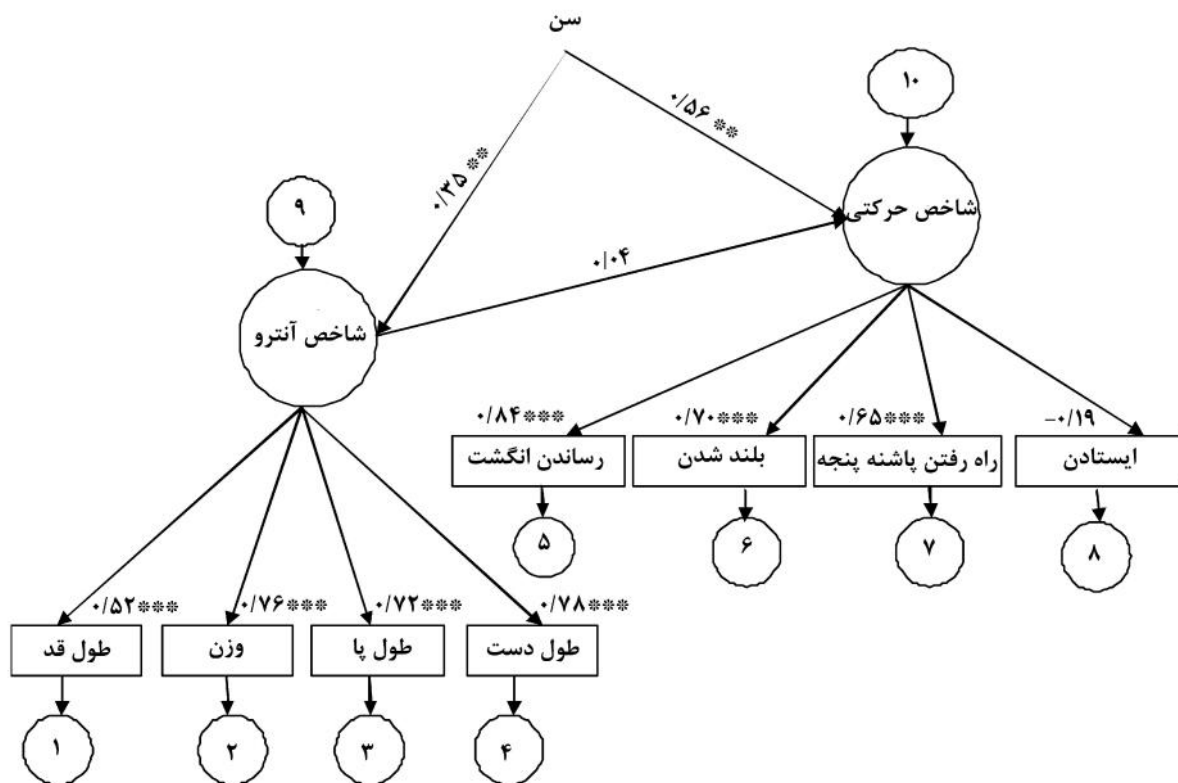 سن
۱۰
۰/۵۶ **
۰/۳۵ **
شاخص حرکتی
۹
۰/۰۴
شاخص آنترو
۰/۸۴***
۰/۷۰***
۰/۶۵***
-۰/۱۹
رساندن انگشت
بلند شدن
راه رفتن پاشنه پنجه
ایستادن
۵
۶
۷
۸
۰/۵۲***
۰/۷۶***
۰/۷۲***
۰/۷۸***
طول قد
وزن
طول پا
طول دست
۱
۲
۳
۴